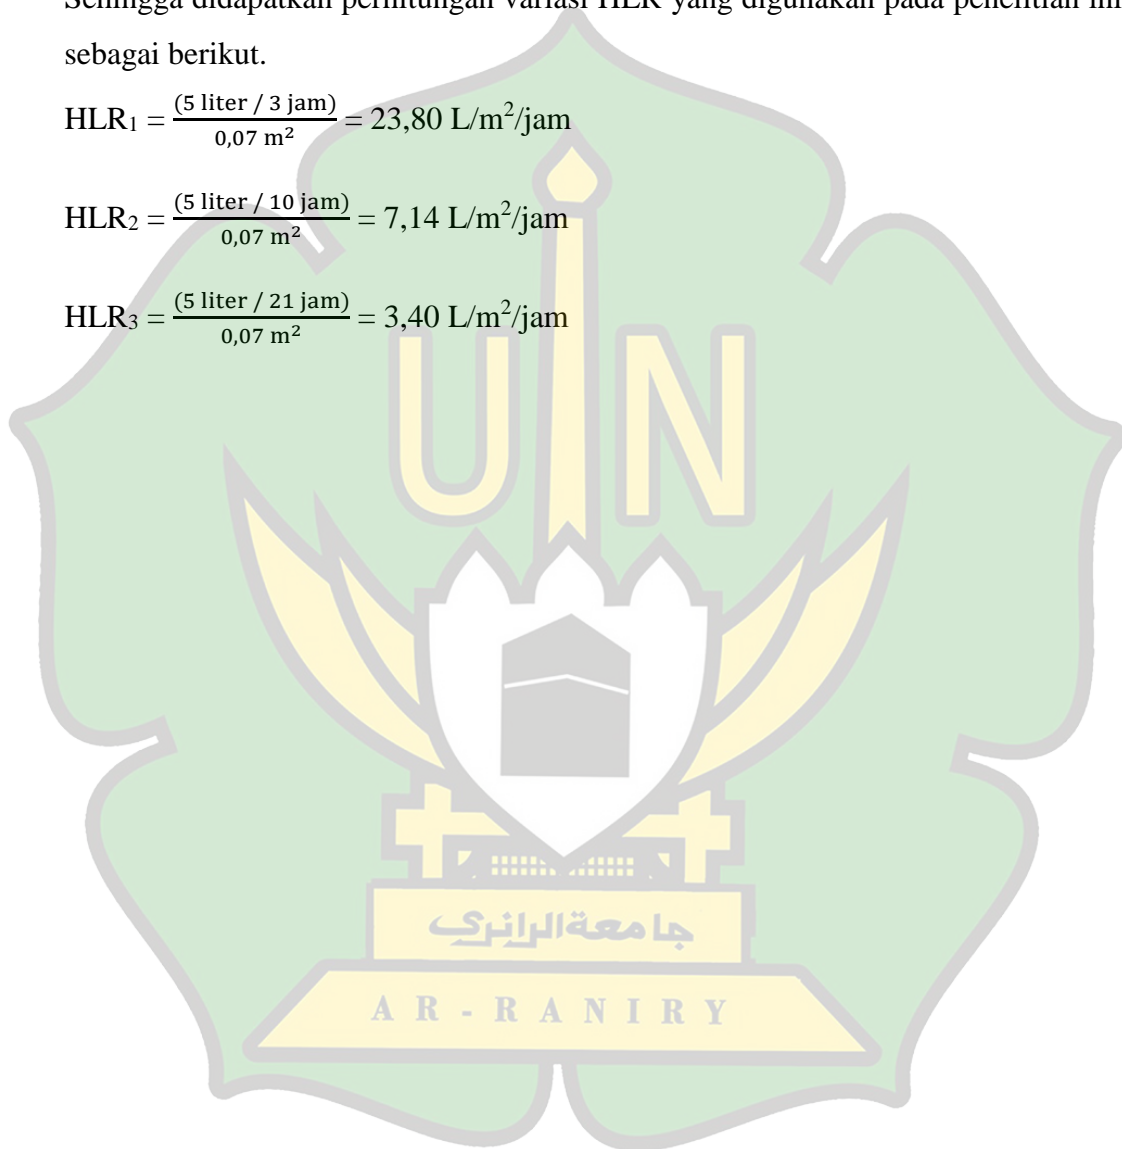 Sehingga didapatkan perhitungan variasi HLR yang digunakan pada penelitian ini
sebagai berikut.
HLR₁ = (5 liter / 3 jam) / 0,07 m² = 23,80 L/m²/jam
HLR₂ = (5 liter / 10 jam) / 0,07 m² = 7,14 L/m²/jam
HLR₃ = (5 liter / 21 jam) / 0,07 m² = 3,40 L/m²/jam
UIN
جامعة الرانري
AR-RANIRY